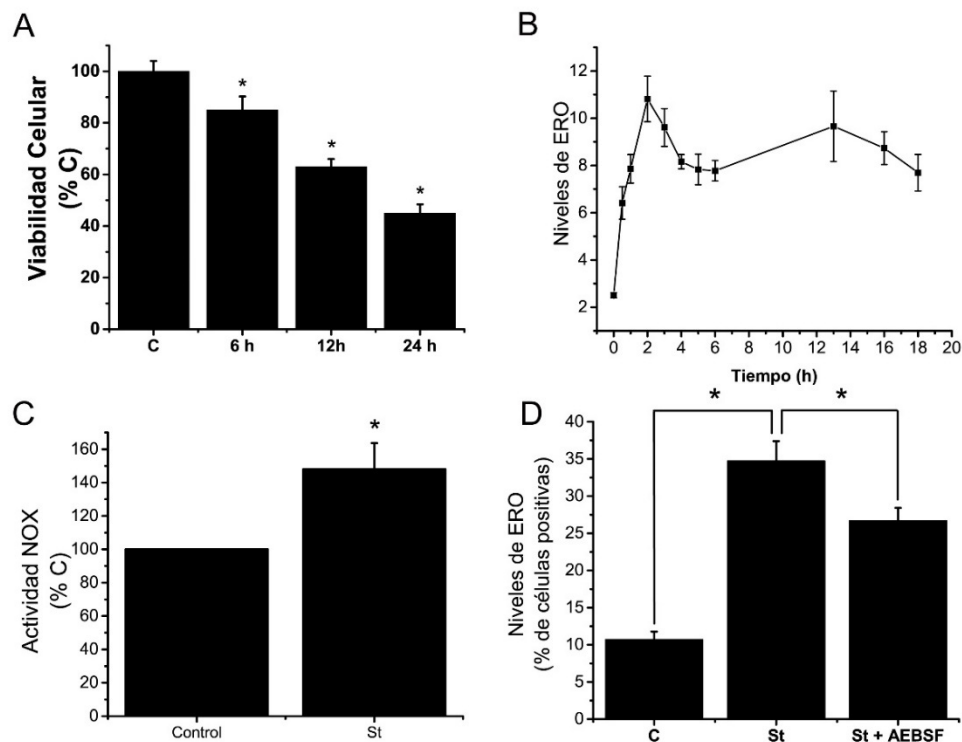 A
Viabilidad Celular
(% C)
100
80
60
40
20
0
*
*
*
C 6 h 12h 24 h
B
Niveles de ERO
12
10
8
6
4
2
0 2 4 6 8 10 12 14 16 18 20
Tiempo (h)
C
Actividad NOX
(% C)
160
140
120
100
80
60
40
20
0
*
Control St
D
Niveles de ERO
(% de células positivas)
40
35
30
25
20
15
10
5
0
* *
C St St + AEBSF